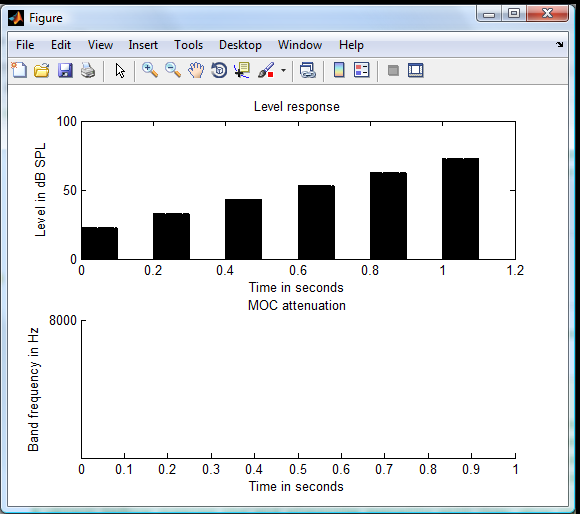 Figure
File Edit View Insert Tools Desktop Window Help
Level response
Level in dB SPL
100
50
0
0 0.2 0.4 0.6 0.8 1 1.2
Time in seconds
MOC attenuation
Band frequency in Hz
8000
0 0.1 0.2 0.3 0.4 0.5 0.6 0.7 0.8 0.9 1
Time in seconds